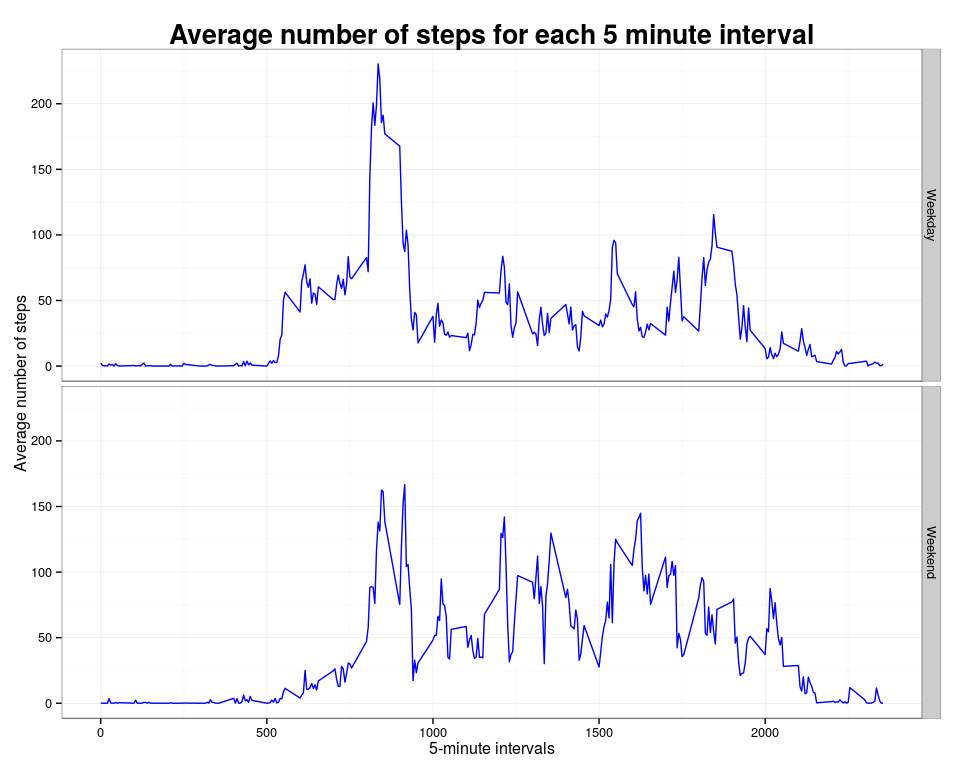 Average number of steps for each 5 minute interval
Average number of steps
200
150
100
50
0
Weekday
200
150
100
50
0
Weekend
0 500 1000 1500 2000
5-minute intervals